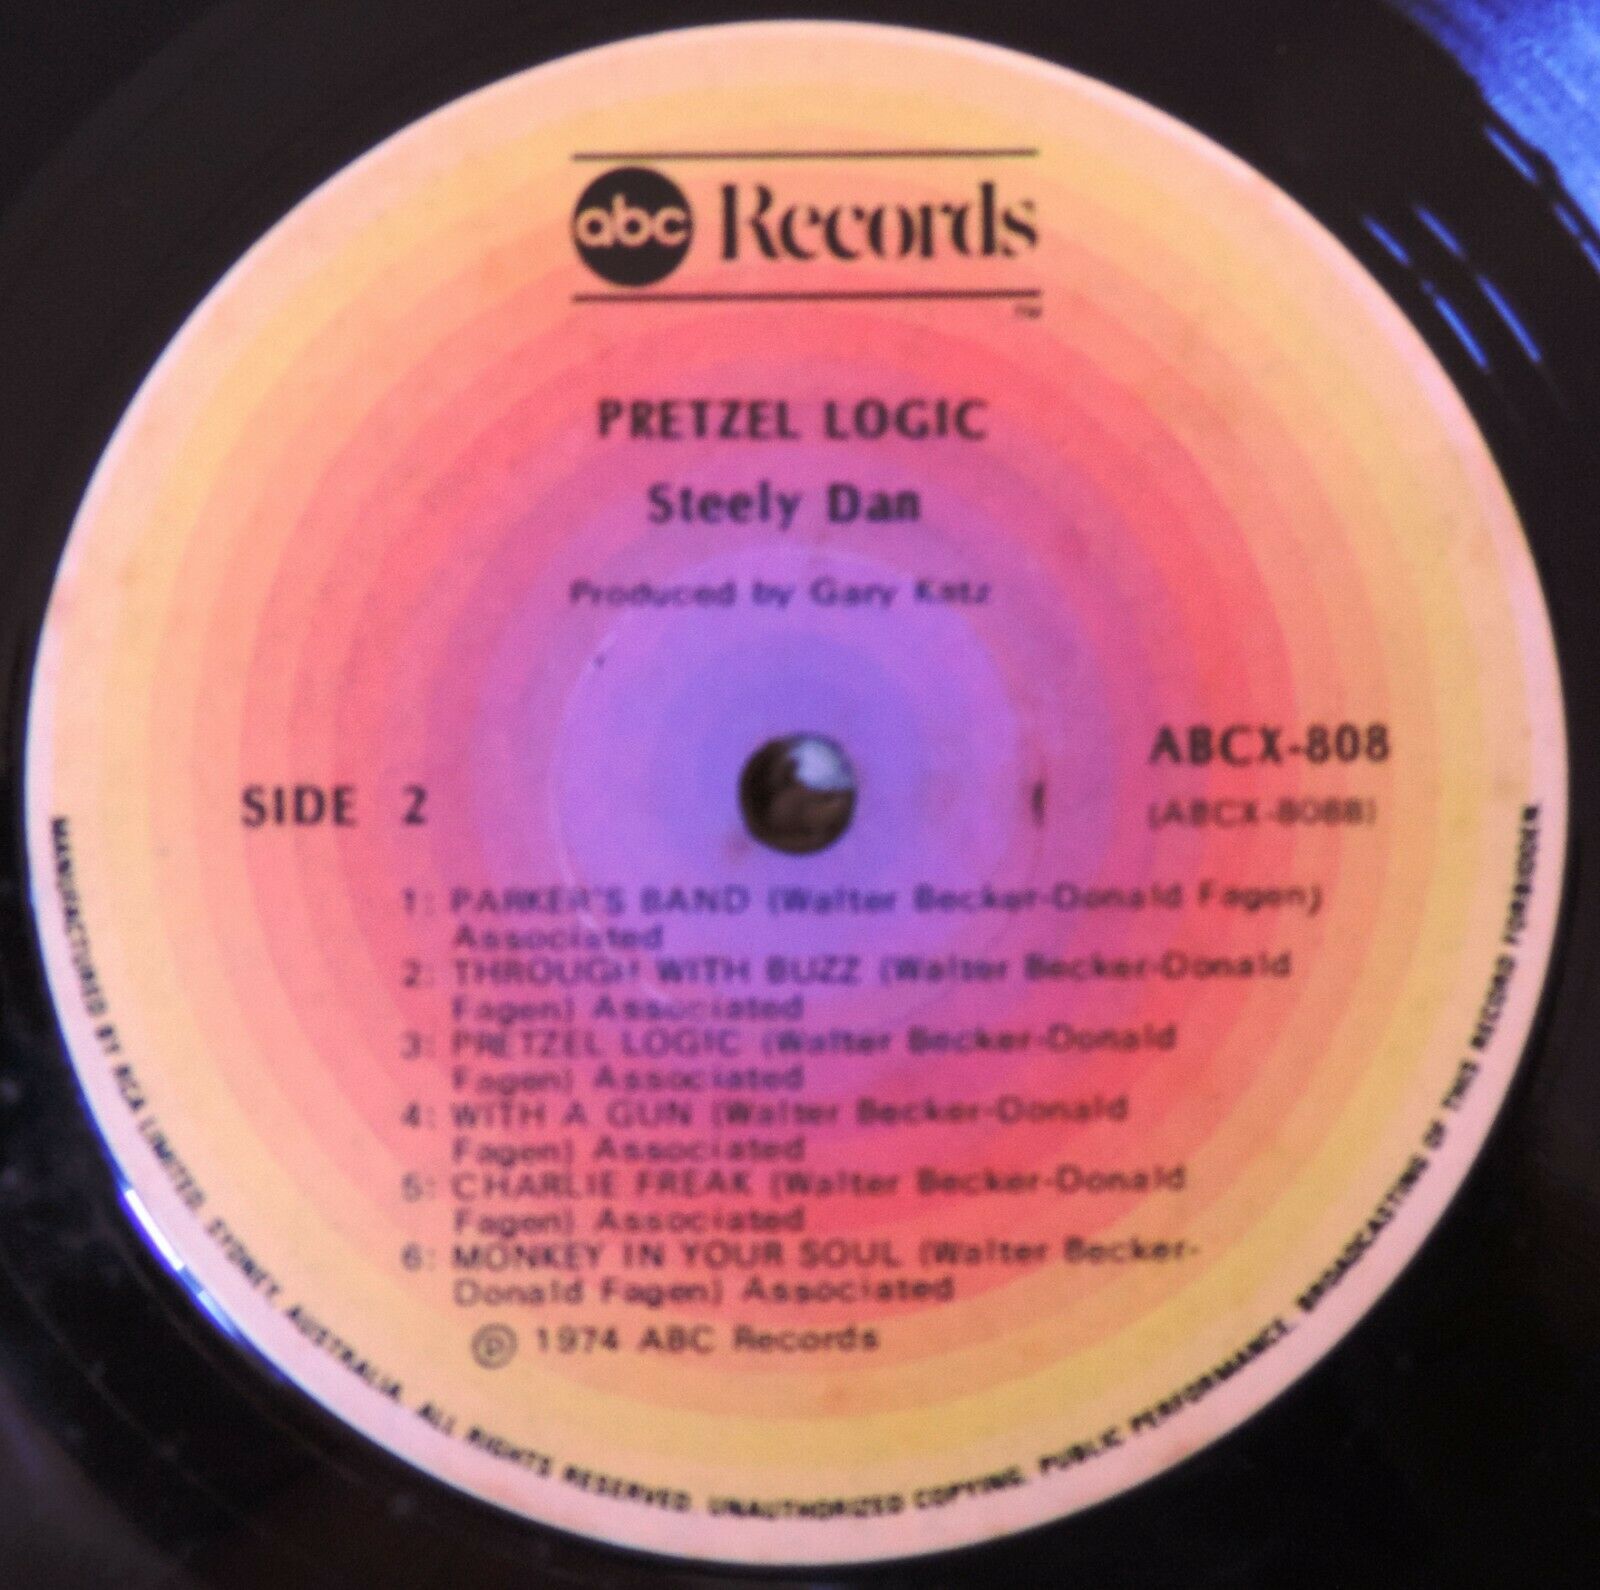 abc Records
TM
PRETZEL LOGIC
Steely Dan
Produced by Gary Katz
ABCX-808
SIDE 2
(ABCX-808B)
1: PARKER'S BAND (Walter Becker-Donald Fagen)
Associated
2: THROUGH WITH BUZZ (Walter Becker-Donald
Fagen) Associated
3: PRETZEL LOGIC (Walter Becker-Donald
Fagen) Associated
4: WITH A GUN (Walter Becker-Donald
Fagen) Associated
5: CHARLIE FREAK (Walter Becker-Donald
Fagen) Associated
6: MONKEY IN YOUR SOUL (Walter Becker-
Donald Fagen) Associated
Ⓟ 1974 ABC Records
MANUFACTURED BY RCA LIMITED, SYDNEY, AUSTRALIA. ALL RIGHTS RESERVED. UNAUTHORIZED COPYING, PUBLIC PERFORMANCE, BROADCASTING OF THIS RECORD FORBIDDEN